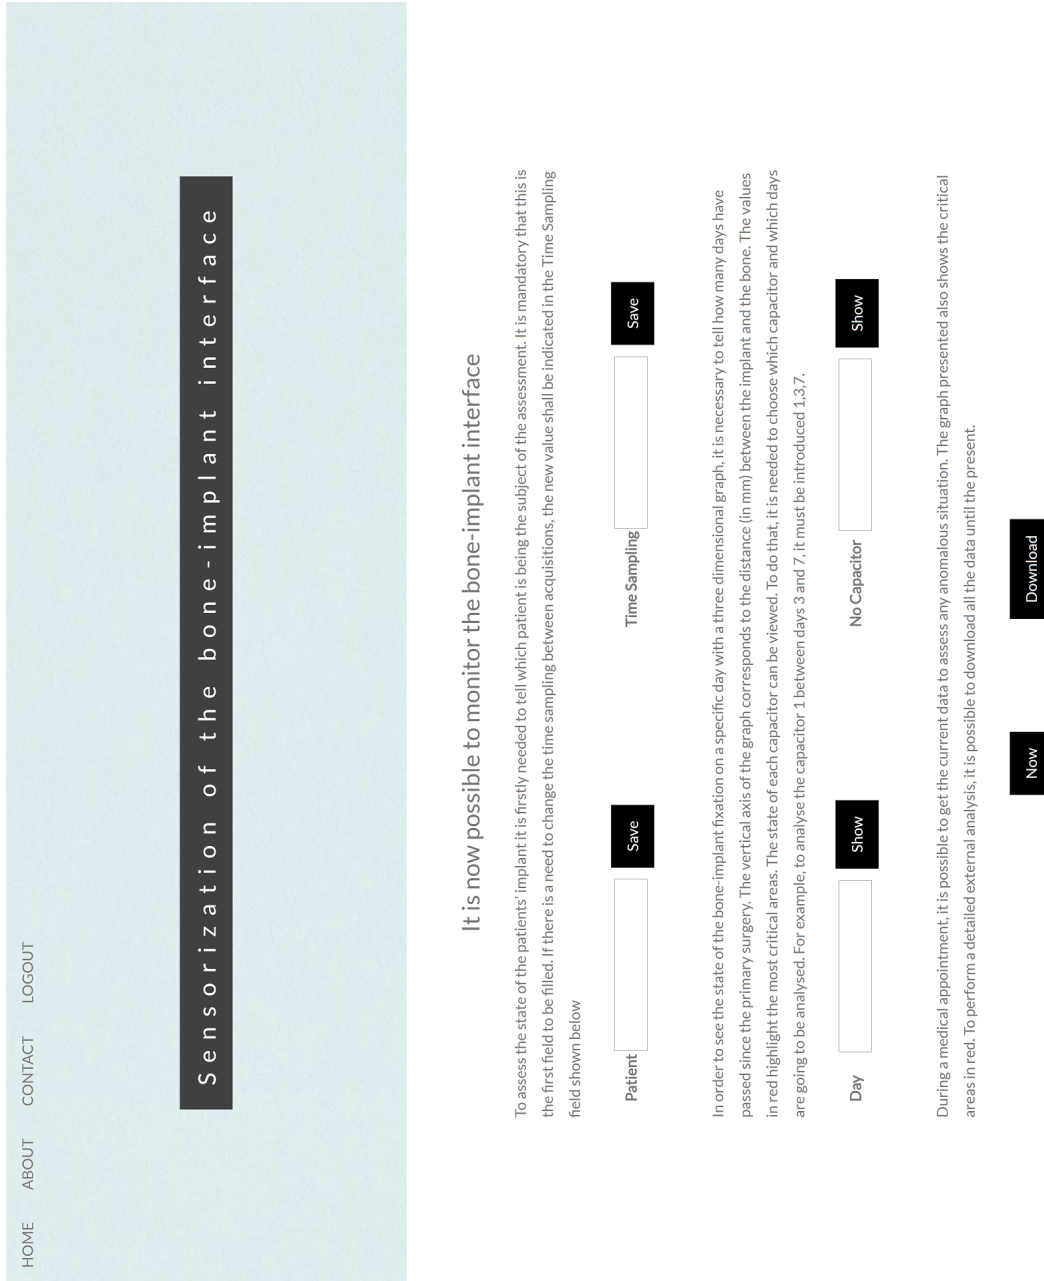 HOME ABOUT CONTACT LOGOUT
Sensorization of the bone-implant interface
It is now possible to monitor the bone-implant interface
To assess the state of the patients' implant it is firstly needed to tell which patient is being the subject of the assessment. It is mandatory that this is
the first field to be filled. If there is a need to change the time sampling between acquisitions, the new value shall be indicated in the Time Sampling
field shown below
Patient Save Time Sampling Save
In order to see the state of the bone-implant fixation on a specific day with a three dimensional graph, it is necessary to tell how many days have
passed since the primary surgery. The vertical axis of the graph corresponds to the distance (in mm) between the implant and the bone. The values
in red highlight the most critical areas. The state of each capacitor can be viewed. To do that, it is needed to choose which capacitor and which days
are going to be analysed. For example, to analyse the capacitor 1 between days 3 and 7, it must be introduced 1,3,7.
Day Show No Capacitor Show
During a medical appointment, it is possible to get the current data to assess any anomalous situation. The graph presented also shows the critical
areas in red. To perform a detailed external analysis, it is possible to download all the data until the present.
Now Download